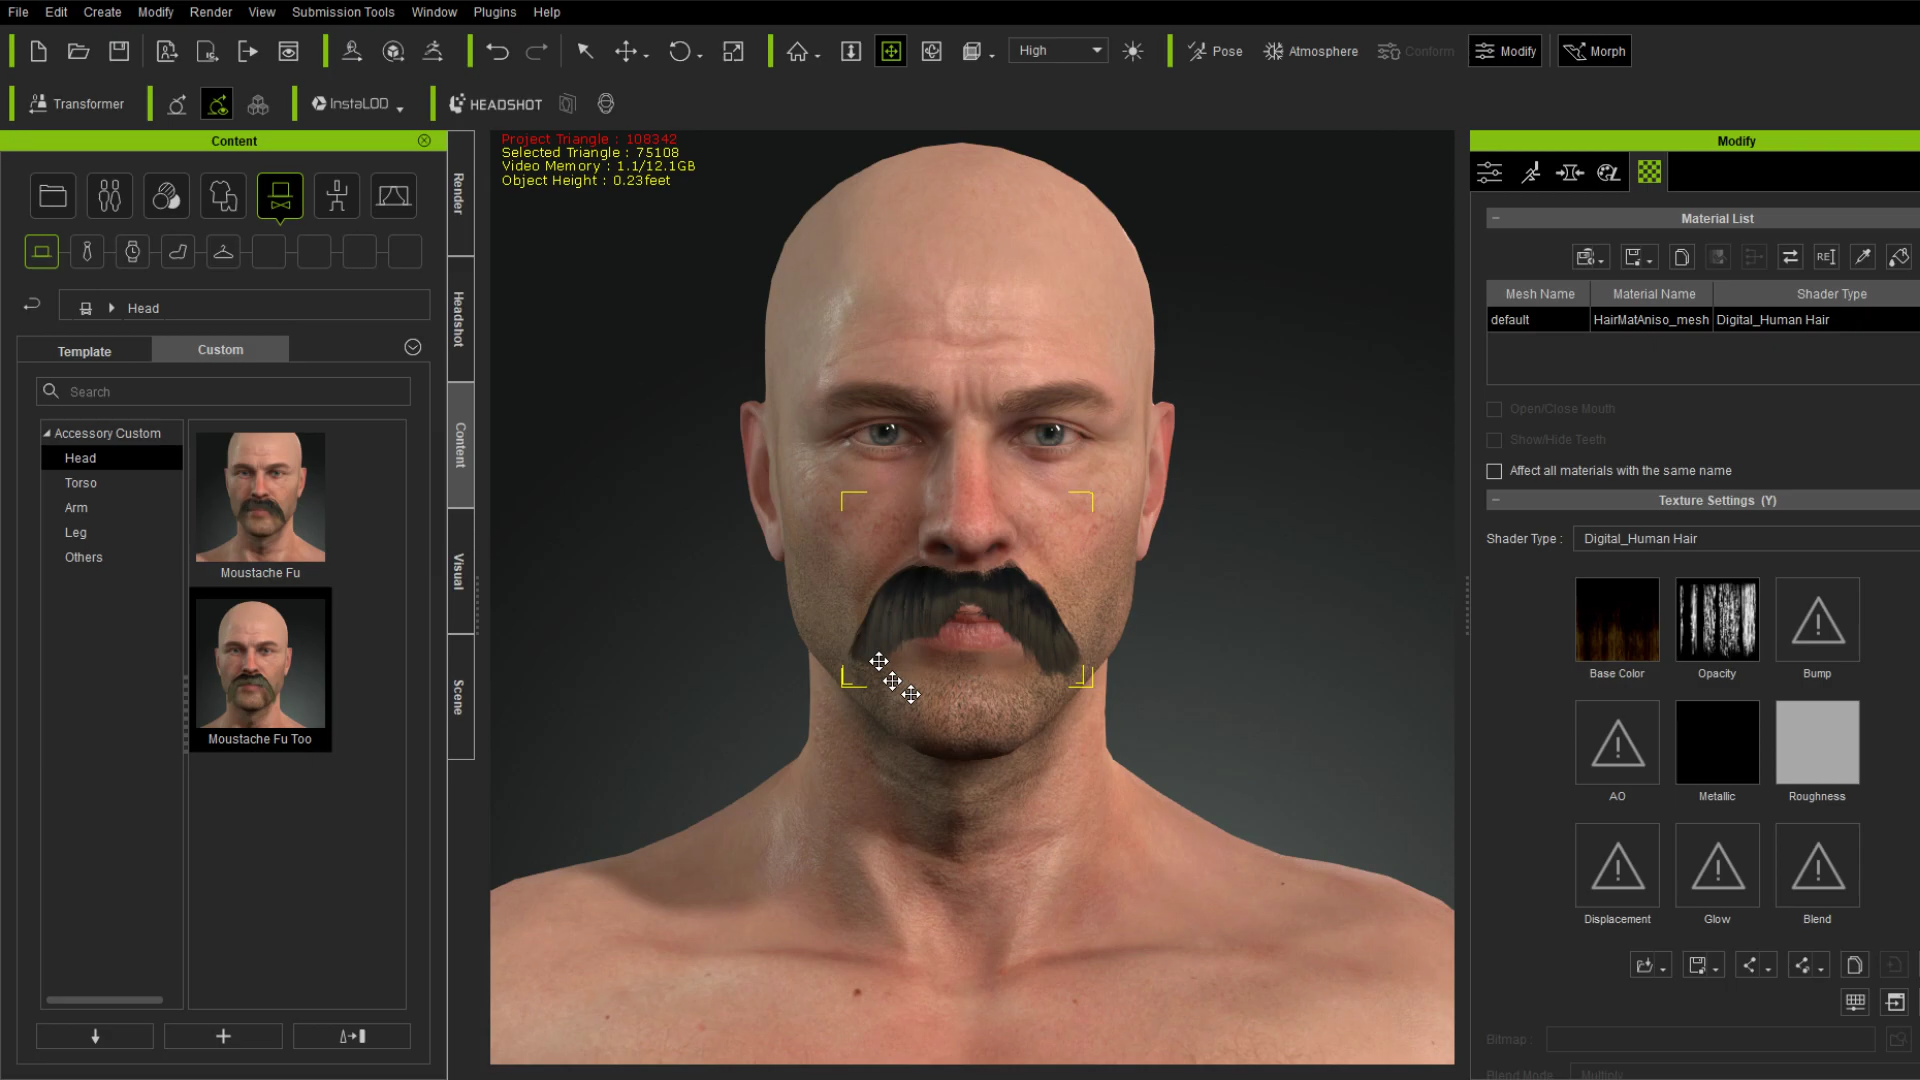 File Edit Create Modify Render View Submission Tools Window Plugins Help
High Pose Atmosphere Conform Modify Morph
Transformer InstaLOD HEADSHOT
Content
Head
Template Custom
Search
Accessory Custom
Head
Torso
Arm
Leg
Others
Moustache Fu
Moustache Fu Too
Render
Headshot
Content
Visual
Scene
Project Triangle : 108342
Selected Triangle : 75108
Video Memory : 1.1/12.1GB
Object Height : 0.23feet
Modify
Material List
RE
Mesh Name Material Name Shader Type
default HairMatAniso_mesh Digital_Human Hair
Open/Close Mouth
Show/Hide Teeth
Affect all materials with the same name
Texture Settings (Y)
Shader Type : Digital_Human Hair
Base Color Opacity Bump
AO Metallic Roughness
Displacement Glow Blend
Bitmap :
Blend Mode Multiply